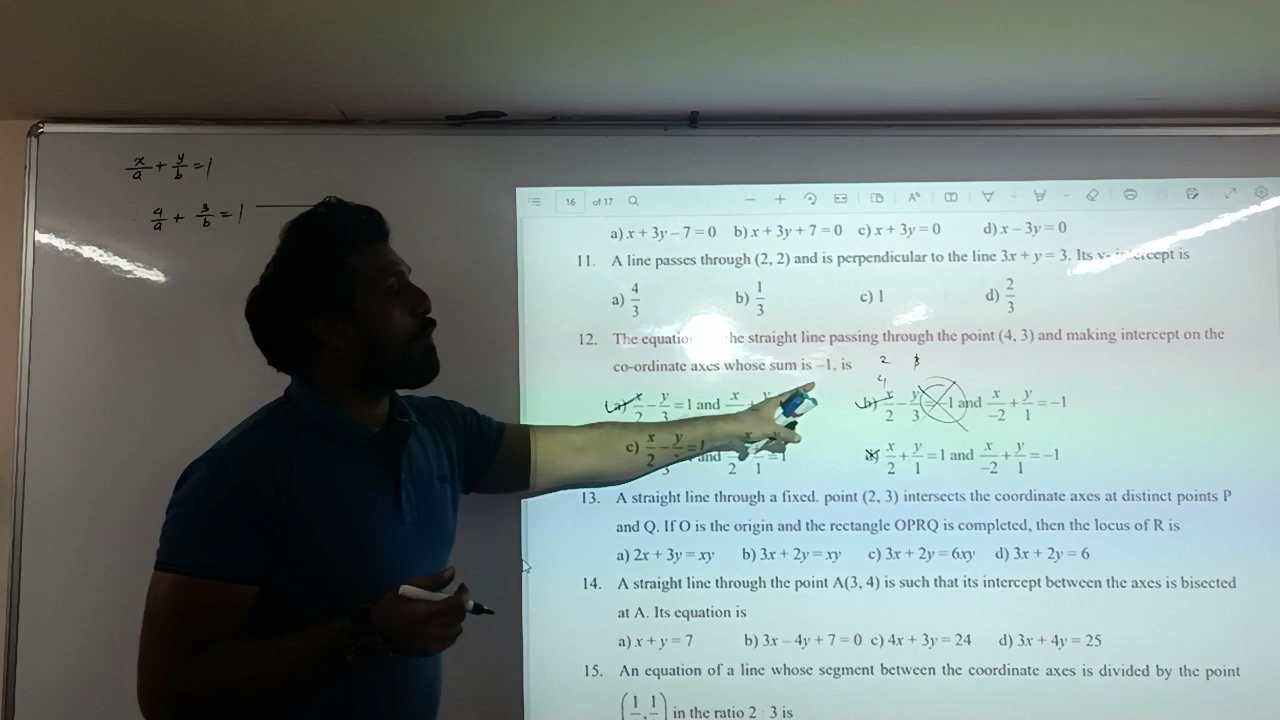 x/a + y/b = 1
4/a + 3/b = 1
16 of 17
a) x + 3y – 7 = 0 b) x + 3y + 7 = 0 c) x + 3y = 0 d) x – 3y = 0
11. A line passes through (2, 2) and is perpendicular to the line 3x + y = 3. Its y- intercept is
a) 4/3 b) 1/3 c) 1 d) 2/3
12. The straight line passing through the point (4, 3) and making intercept on the
co-ordinate axes whose sum is –1, is
2
4
a) x/2 – y/3 = 1 and x b) x/2 – y/3 = –1 and x/–2 + y/1 = –1
c) x/2 – y = 1 and /2 /1 = 1 x/2 + y/1 = 1 and x/–2 + y/1 = –1
13. A straight line through a fixed. point (2, 3) intersects the coordinate axes at distinct points P
and Q. If O is the origin and the rectangle OPRQ is completed, then the locus of R is
a) 2x + 3y = xy b) 3x + 2y = xy c) 3x + 2y = 6xy d) 3x + 2y = 6
14. A straight line through the point A(3, 4) is such that its intercept between the axes is bisected
at A. Its equation is
a) x + y = 7 b) 3x – 4y + 7 = 0 c) 4x + 3y = 24 d) 3x + 4y = 25
15. An equation of a line whose segment between the coordinate axes is divided by the point
(1 , 1) in the ratio 2 : 3 is